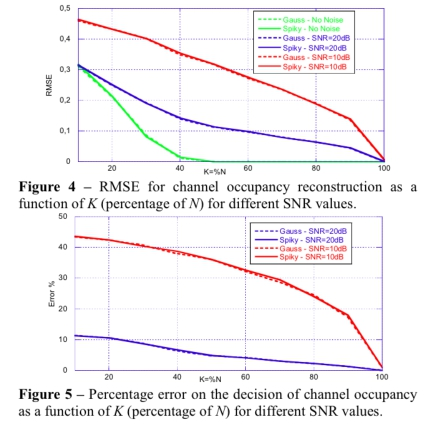 0,5
0,4
0,3
0,2
0,1
0
RMSE
Gauss - No Noise
Spiky - No Noise
Gauss - SNR=20dB
Spiky - SNR=20dB
Gauss - SNR=10dB
Spiky - SNR=10dB
20 40 60 80 100
K=%N
Figure 4 – RMSE for channel occupancy reconstruction as a
function of K (percentage of N) for different SNR values.
50
40
30
20
10
0
Error %
Gauss - SNR=20dB
Spiky - SNR=20dB
Gauss - SNR=10dB
Spiky - SNR=10dB
20 40 60 80 100
K=%N
Figure 5 – Percentage error on the decision of channel occupancy
as a function of K (percentage of N) for different SNR values.